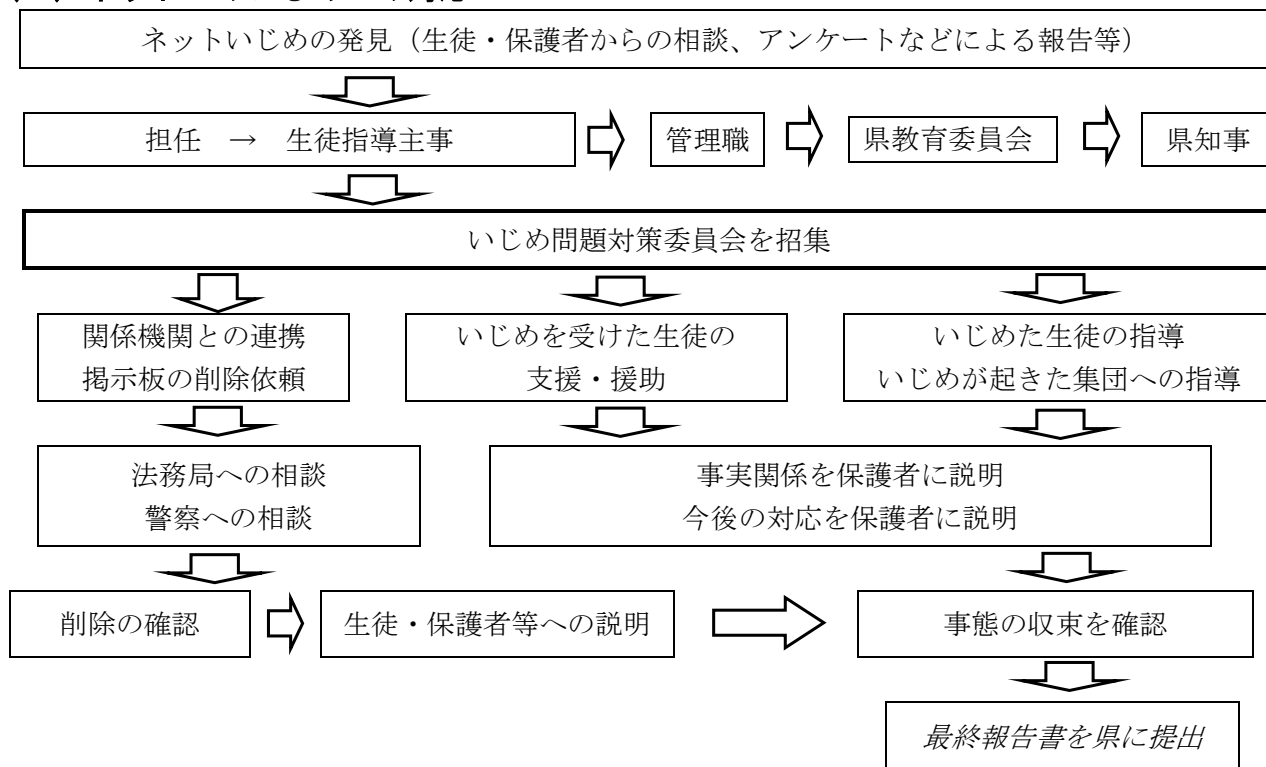 ネットいじめの発見（生徒・保護者からの相談、アンケートなどによる報告等）
担任 → 生徒指導主事
管理職
県教育委員会
県知事
いじめ問題対策委員会を招集
関係機関との連携
掲示板の削除依頼
いじめを受けた生徒の
支援・援助
いじめた生徒の指導
いじめが起きた集団への指導
法務局への相談
警察への相談
事実関係を保護者に説明
今後の対応を保護者に説明
削除の確認
生徒・保護者等への説明
事態の収束を確認
最終報告書を県に提出